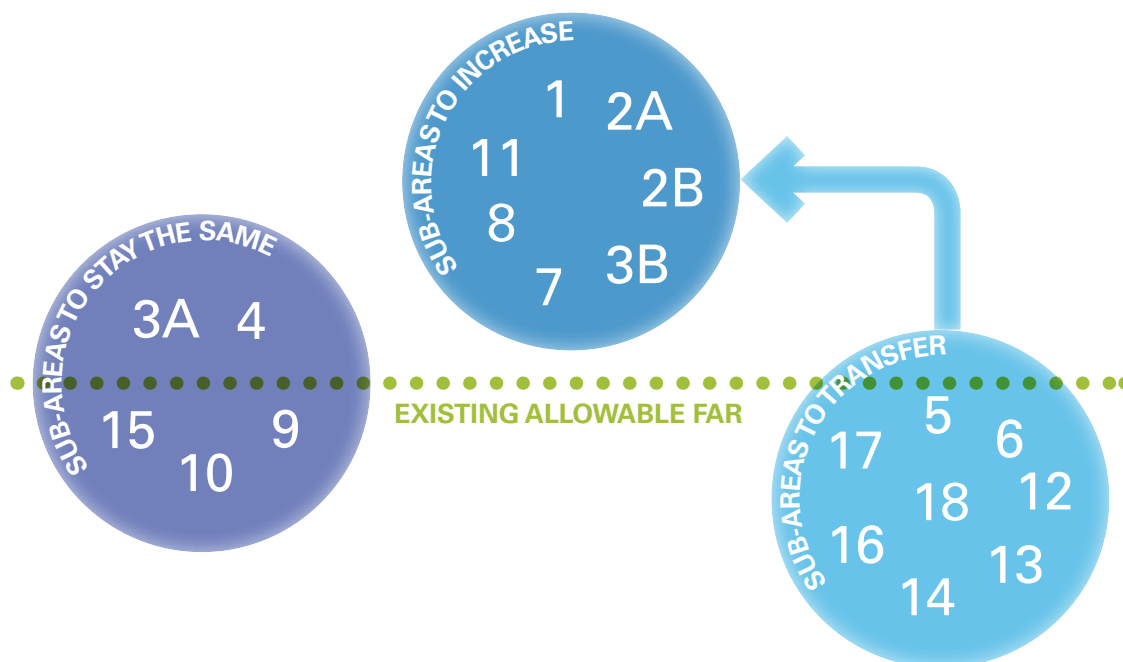 SUB-AREAS TO INCREASE
1
2A
11
2B
8
3B
7
SUB-AREAS TO STAY THE SAME
3A 4
15
9
10
EXISTING ALLOWABLE FAR
SUB-AREAS TO TRANSFER
5
6
17
12
18
16
13
14